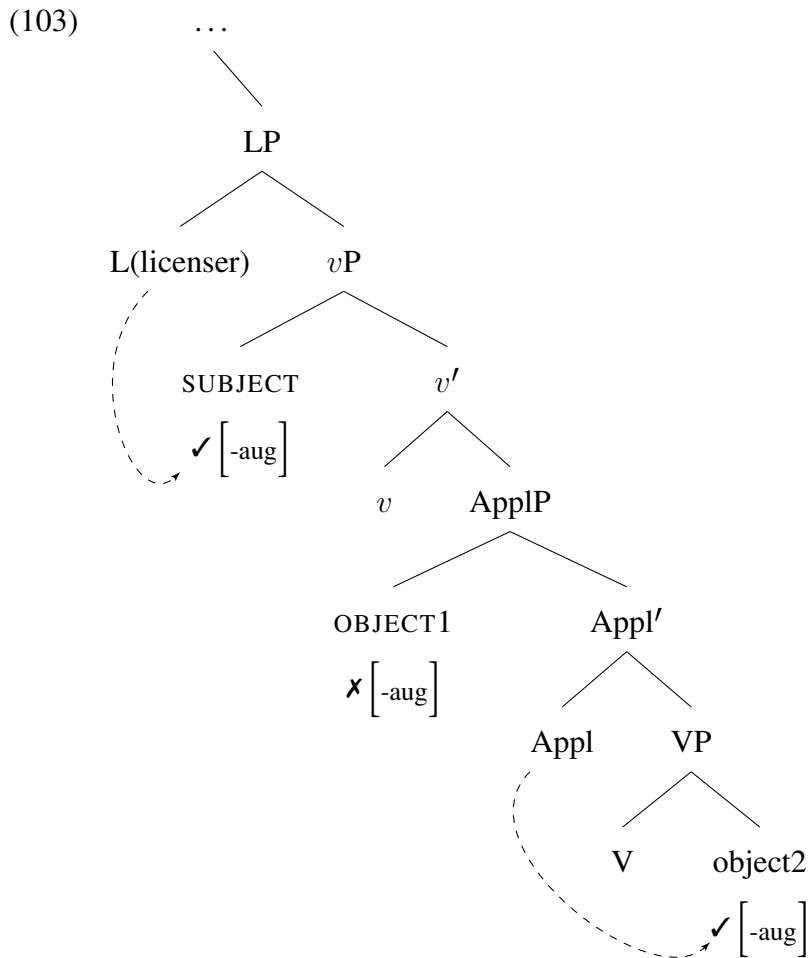 (103) …
LP
L(licenser) vP
SUBJECT v′
✓[-aug]
v ApplP
OBJECT1 Appl′
✗[-aug]
Appl VP
V object2
✓[-aug]